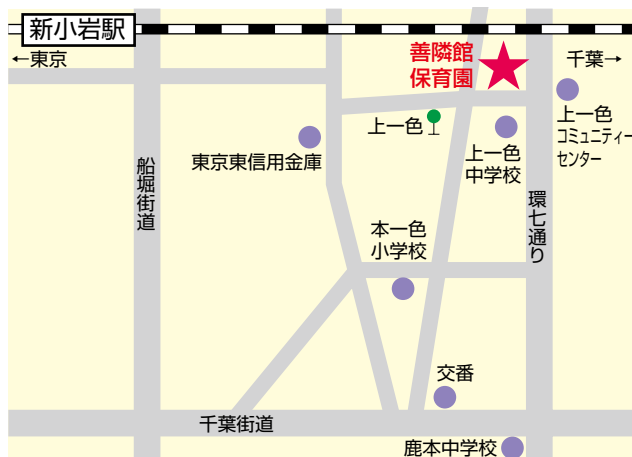 新小岩駅
←東京
善隣館
保育園
千葉→
上一色
東京東信用金庫
上一色
中学校
上一色
コミュニティー
センター
船堀街道
環七通り
本一色
小学校
交番
千葉街道
鹿本中学校